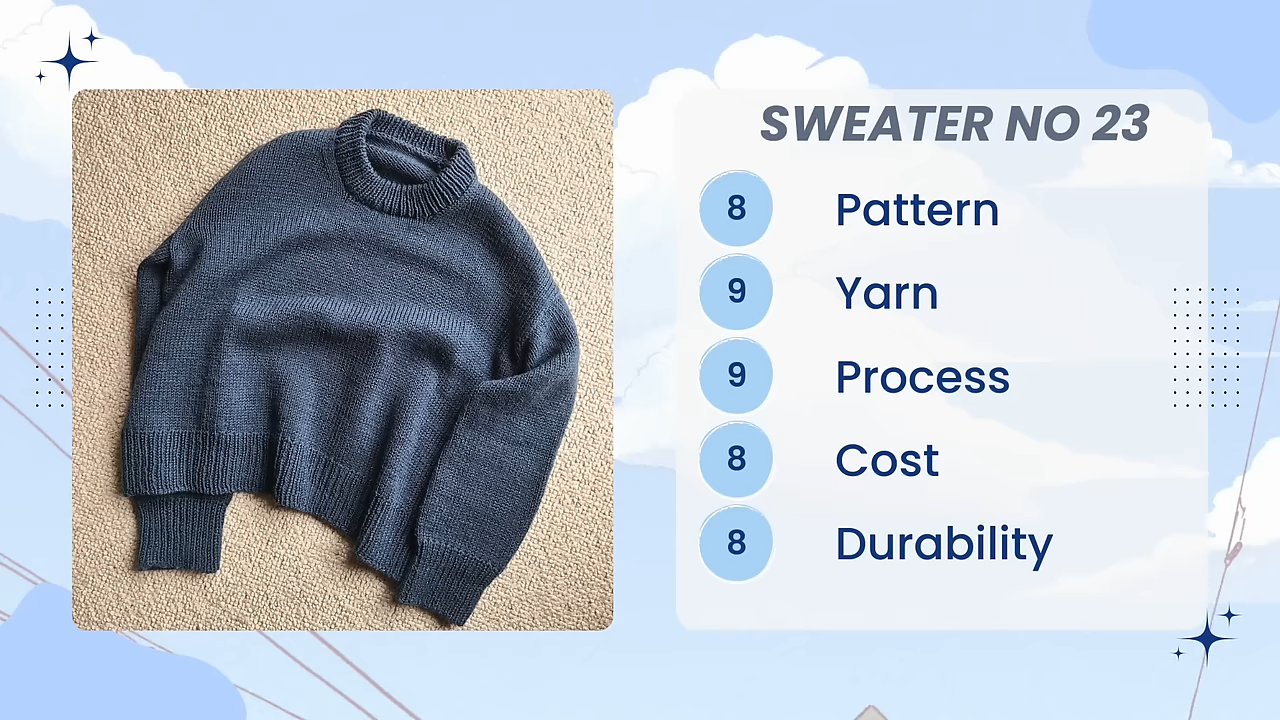 SWEATER NO 23
8 Pattern
9 Yarn
9 Process
8 Cost
8 Durability